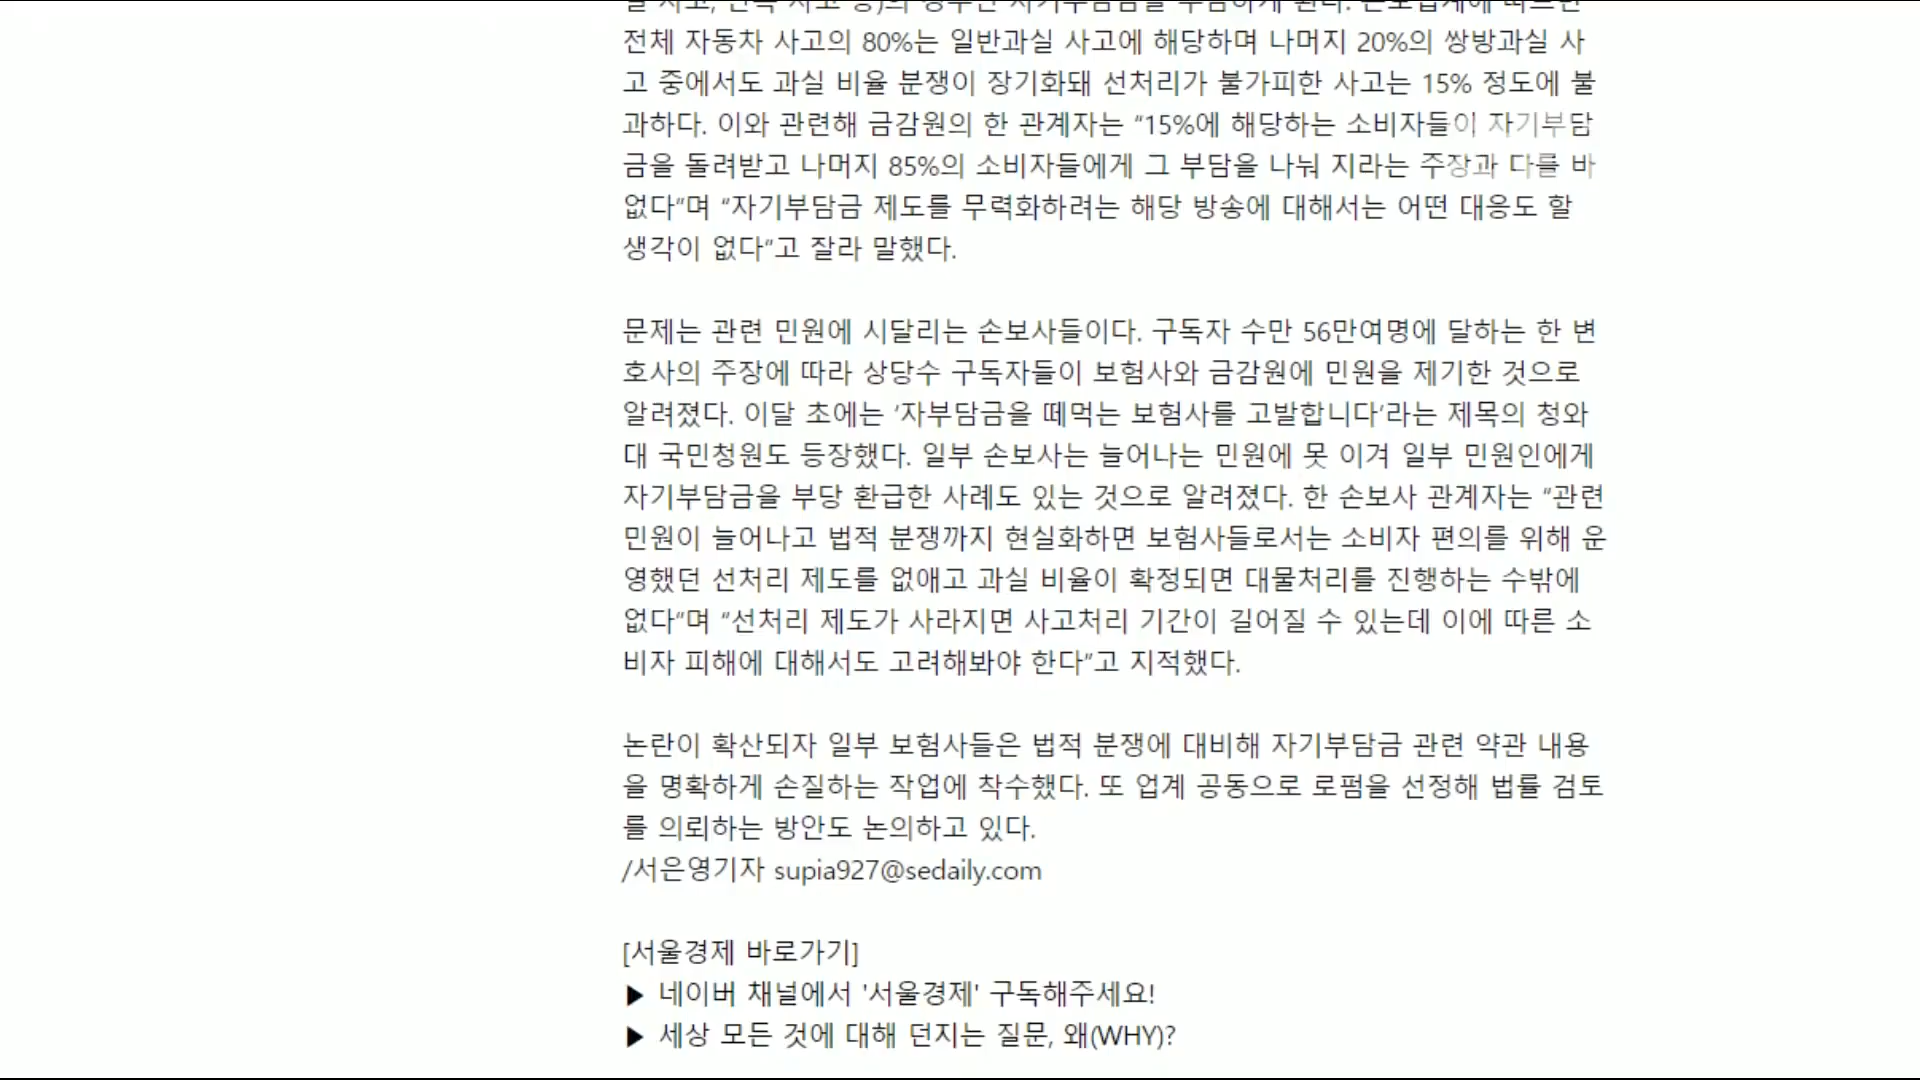 전체 자동차 사고의 80%는 일반과실 사고에 해당하며 나머지 20%의 쌍방과실 사
고 중에서도 과실 비율 분쟁이 장기화돼 선처리가 불가피한 사고는 15% 정도에 불
과하다. 이와 관련해 금감원의 한 관계자는 “15%에 해당하는 소비자들이 자기부담
금을 돌려받고 나머지 85%의 소비자들에게 그 부담을 나눠 지라는 주장과 다를 바
없다”며 “자기부담금 제도를 무력화하려는 해당 방송에 대해서는 어떤 대응도 할
생각이 없다”고 잘라 말했다.
문제는 관련 민원에 시달리는 손보사들이다. 구독자 수만 56만여명에 달하는 한 변
호사의 주장에 따라 상당수 구독자들이 보험사와 금감원에 민원을 제기한 것으로
알려졌다. 이달 초에는 ‘자부담금을 떼먹는 보험사를 고발합니다’라는 제목의 청와
대 국민청원도 등장했다. 일부 손보사는 늘어나는 민원에 못 이겨 일부 민원인에게
자기부담금을 부당 환급한 사례도 있는 것으로 알려졌다. 한 손보사 관계자는 “관련
민원이 늘어나고 법적 분쟁까지 현실화하면 보험사들로서는 소비자 편의를 위해 운
영했던 선처리 제도를 없애고 과실 비율이 확정되면 대물처리를 진행하는 수밖에
없다”며 “선처리 제도가 사라지면 사고처리 기간이 길어질 수 있는데 이에 따른 소
비자 피해에 대해서도 고려해봐야 한다”고 지적했다.
논란이 확산되자 일부 보험사들은 법적 분쟁에 대비해 자기부담금 관련 약관 내용
을 명확하게 손질하는 작업에 착수했다. 또 업계 공동으로 로펌을 선정해 법률 검토
를 의뢰하는 방안도 논의하고 있다.
/서은영기자 supia927@sedaily.com
[서울경제 바로가기]
▶ 네이버 채널에서 '서울경제' 구독해주세요!
▶ 세상 모든 것에 대해 던지는 질문, 왜(WHY)?